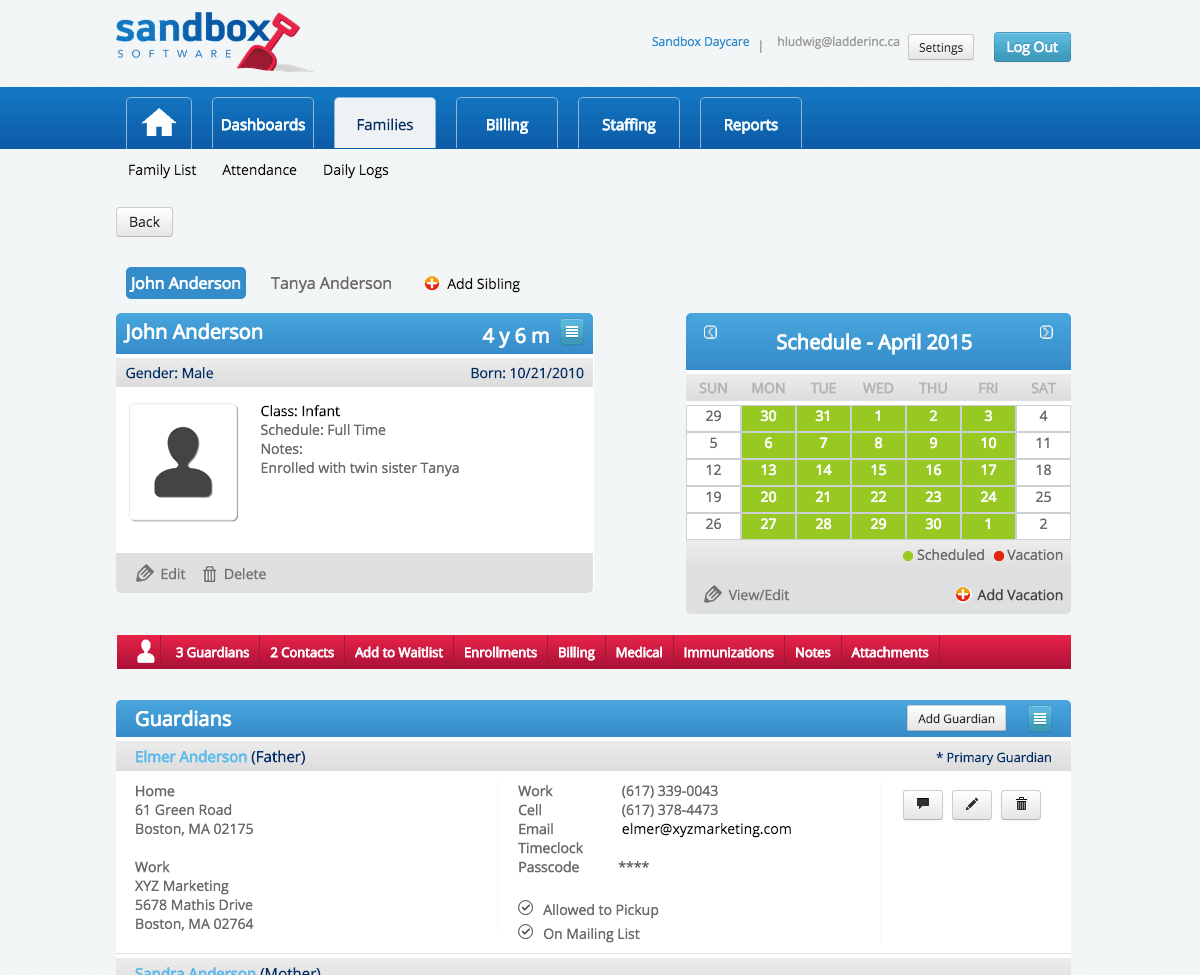 sandbox
SOFTWARE
Sandbox Daycare | hludwig@ladderinc.ca Settings Log Out
Dashboards Families Billing Staffing Reports
Family List Attendance Daily Logs
Back
John Anderson Tanya Anderson Add Sibling
John Anderson 4 y 6 m
Gender: Male Born: 10/21/2010
Class: Infant
Schedule: Full Time
Notes:
Enrolled with twin sister Tanya
Edit Delete
Schedule - April 2015
SUN MON TUE WED THU FRI SAT
29 30 31 1 2 3 4
5 6 7 8 9 10 11
12 13 14 15 16 17 18
19 20 21 22 23 24 25
26 27 28 29 30 1 2
Scheduled Vacation
View/Edit Add Vacation
3 Guardians 2 Contacts Add to Waitlist Enrollments Billing Medical Immunizations Notes Attachments
Guardians Add Guardian
Elmer Anderson (Father) * Primary Guardian
Home
61 Green Road
Boston, MA 02175
Work
XYZ Marketing
5678 Mathis Drive
Boston, MA 02764
Work (617) 339-0043
Cell (617) 378-4473
Email elmer@xyzmarketing.com
Timeclock
Passcode ****
Allowed to Pickup
On Mailing List
Sandra Anderson (Mother)